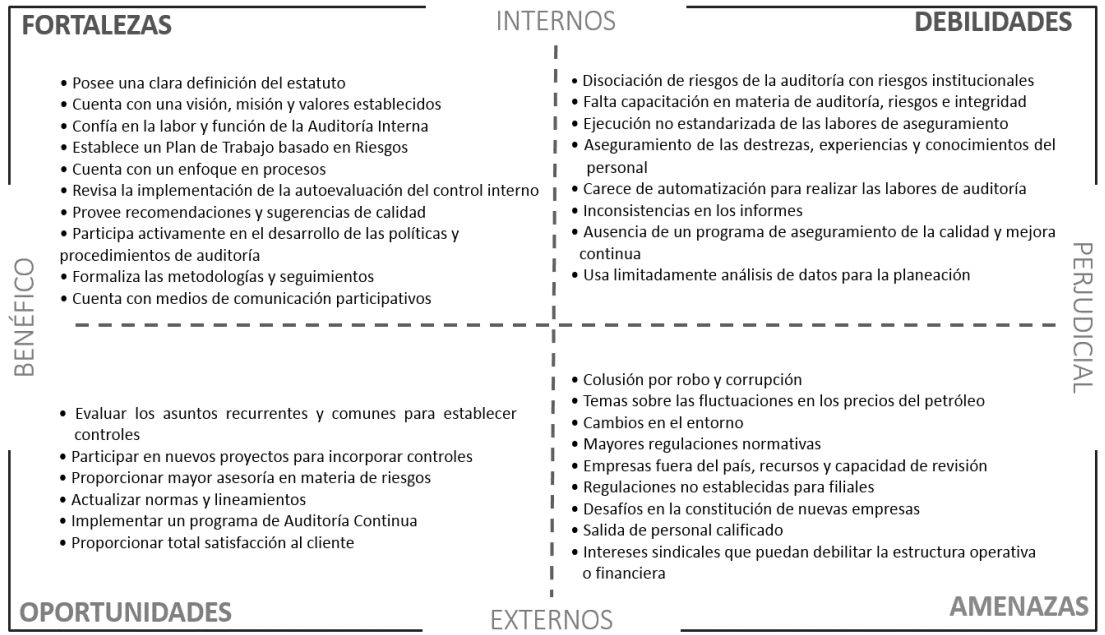 FORTALEZAS
INTERNOS
DEBILIDADES
• Posee una clara definición del estatuto
• Cuenta con una visión, misión y valores establecidos
• Confía en la labor y función de la Auditoría Interna
• Establece un Plan de Trabajo basado en Riesgos
• Cuenta con un enfoque en procesos
• Revisa la implementación de la autoevaluación del control interno
• Provee recomendaciones y sugerencias de calidad
• Participa activamente en el desarrollo de las políticas y
procedimientos de auditoría
• Formaliza las metodologías y seguimientos
• Cuenta con medios de comunicación participativos
• Disociación de riesgos de la auditoría con riesgos institucionales
• Falta capacitación en materia de auditoría, riesgos e integridad
• Ejecución no estandarizada de las labores de aseguramiento
• Aseguramiento de las destrezas, experiencias y conocimientos del
personal
• Carece de automatización para realizar las labores de auditoría
• Inconsistencias en los informes
• Ausencia de un programa de aseguramiento de la calidad y mejora
continua
• Usa limitadamente análisis de datos para la planeación
BENÉFICO
PERJUDICIAL
• Evaluar los asuntos recurrentes y comunes para establecer
controles
• Participar en nuevos proyectos para incorporar controles
• Proporcionar mayor asesoría en materia de riesgos
• Actualizar normas y lineamientos
• Implementar un programa de Auditoría Continua
• Proporcionar total satisfacción al cliente
• Colusión por robo y corrupción
• Temas sobre las fluctuaciones en los precios del petróleo
• Cambios en el entorno
• Mayores regulaciones normativas
• Empresas fuera del país, recursos y capacidad de revisión
• Regulaciones no establecidas para filiales
• Desafíos en la constitución de nuevas empresas
• Salida de personal calificado
• Intereses sindicales que puedan debilitar la estructura operativa
o financiera
OPORTUNIDADES
EXTERNOS
AMENAZAS